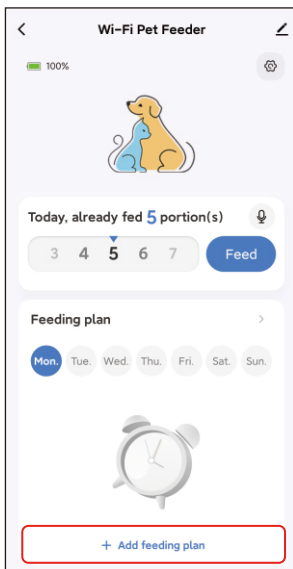 Wi-Fi Pet Feeder
100%
Today, already fed 5 portion(s)
3 4 5 6 7 Feed
Feeding plan
Mon. Tue. Wed. Thu. Fri. Sat. Sun.
+ Add feeding plan